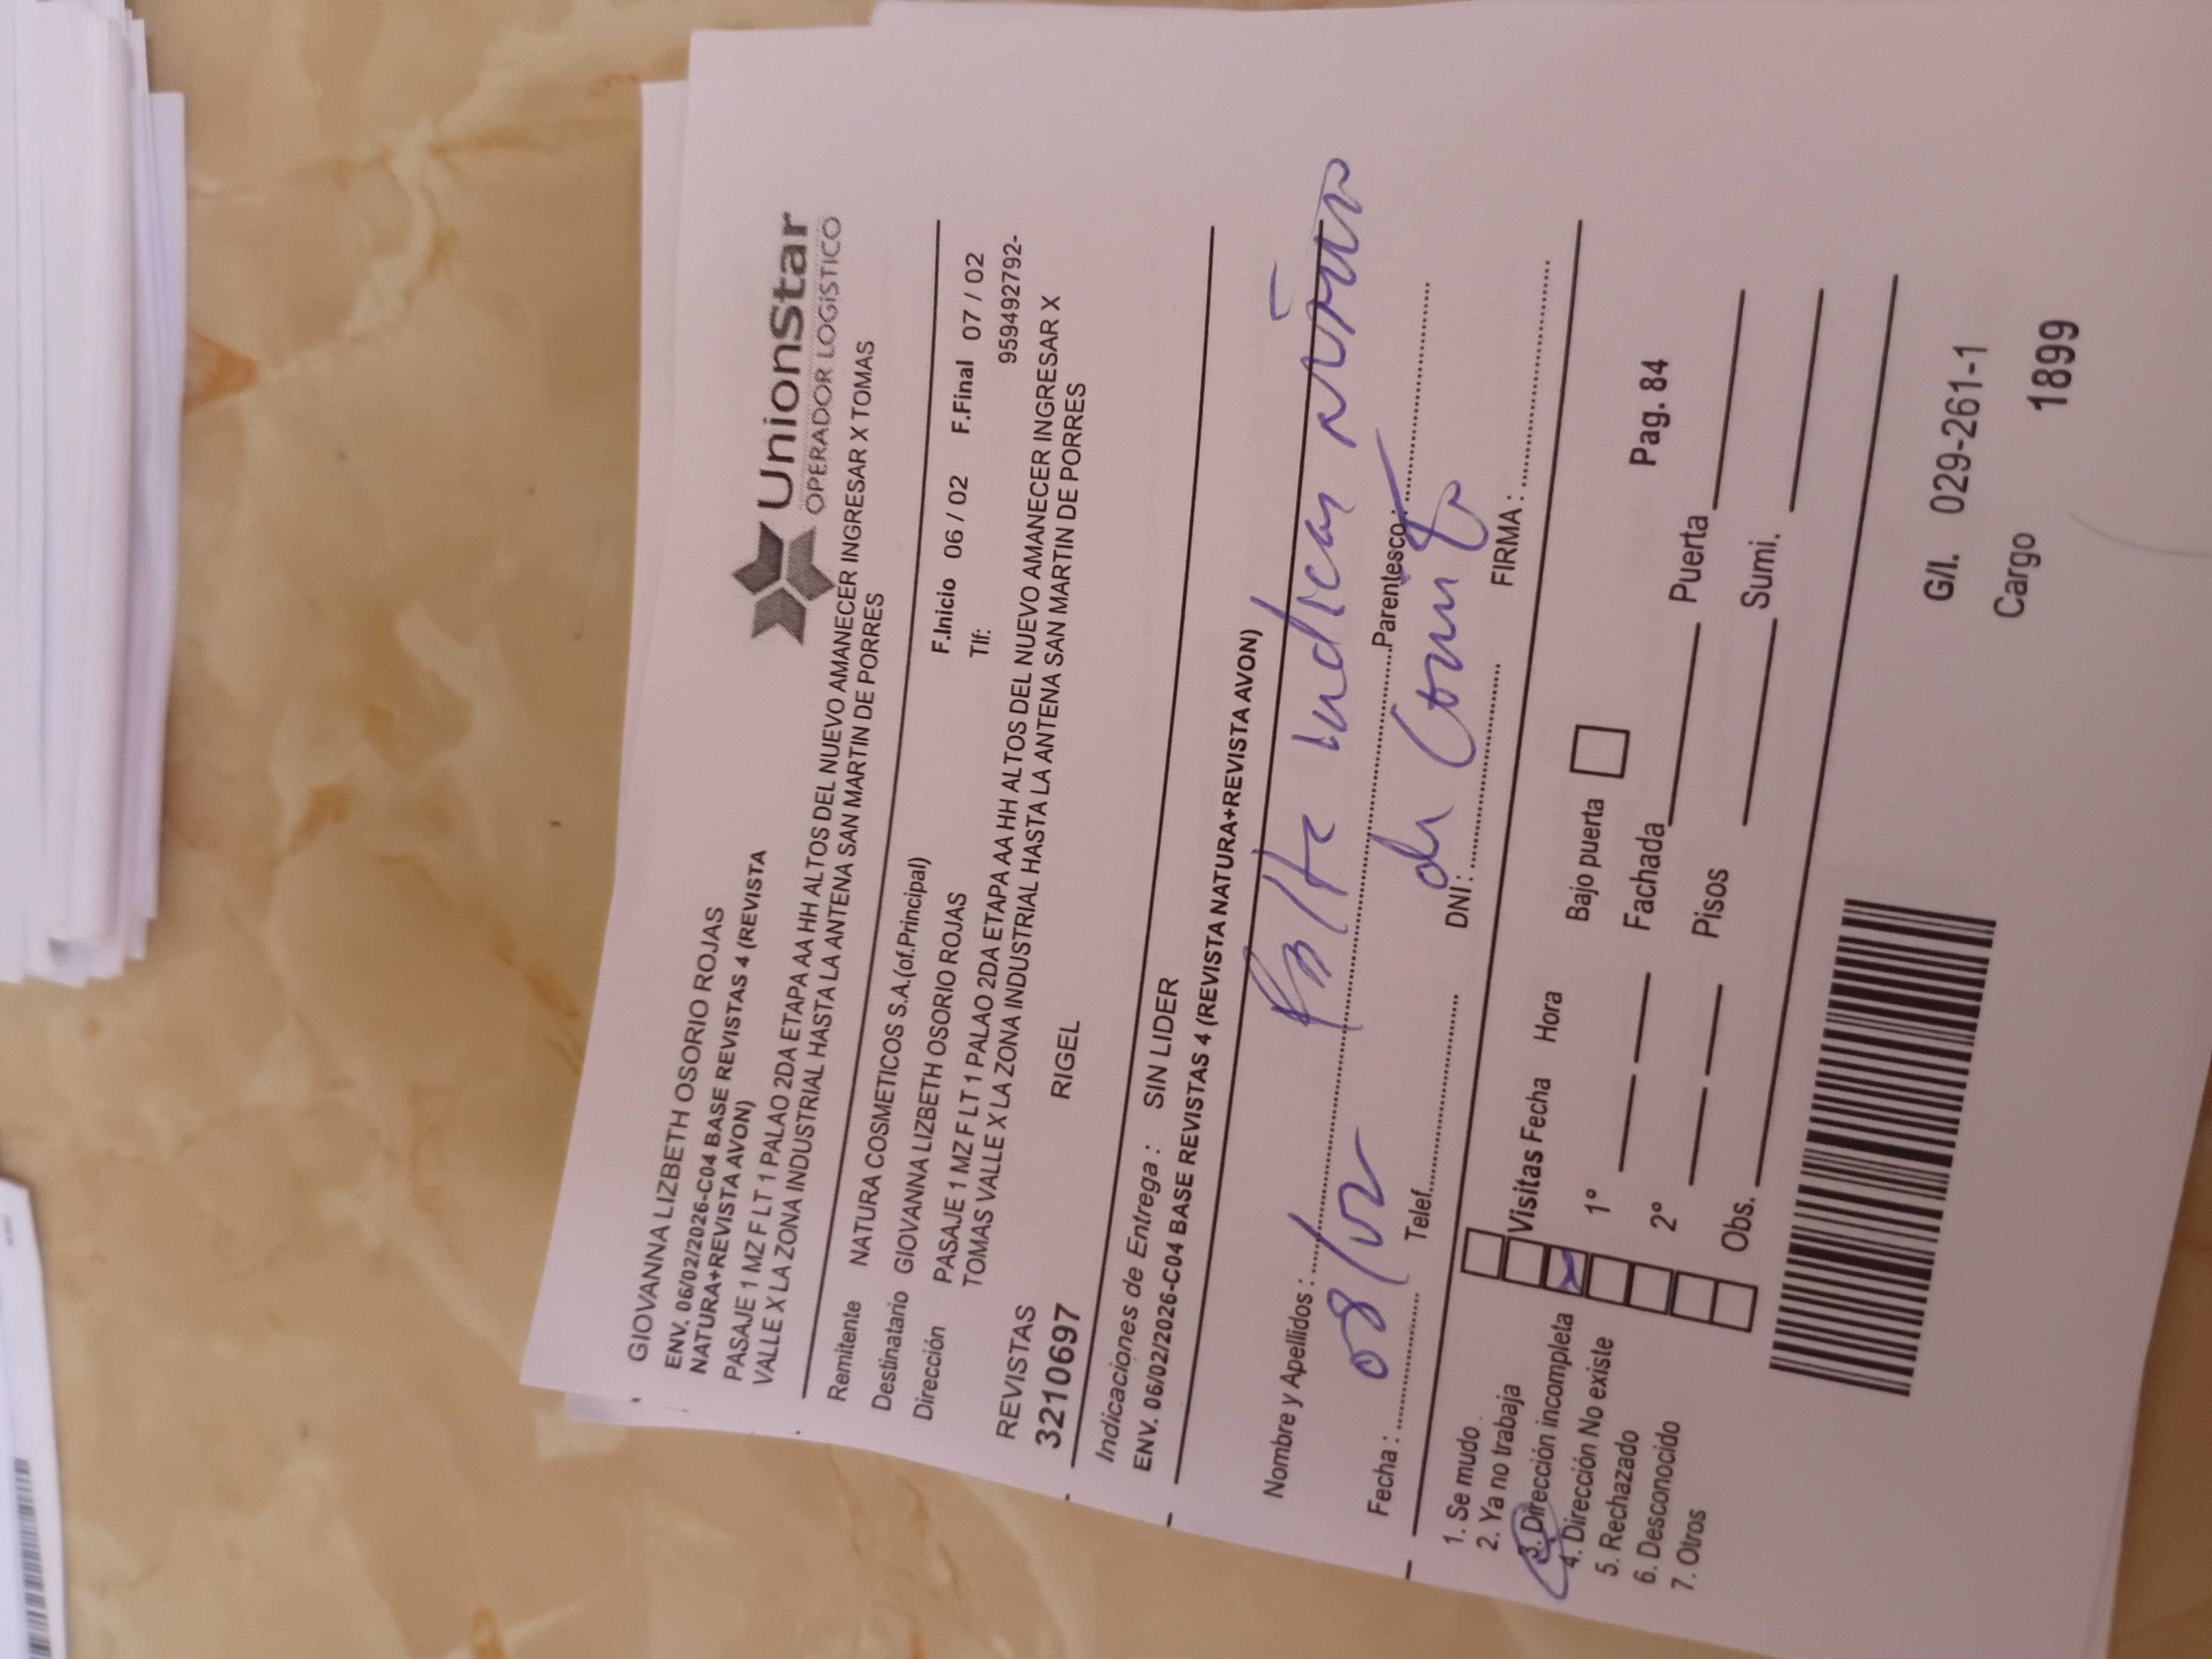 GIOVANNA LIZBETH OSORIO ROJAS
ENV. 06/02/2026-C04 BASE REVISTAS 4 (REVISTA
NATURA+REVISTA AVON)
PASAJE 1 MZ F LT 1 PALAO 2DA ETAPA AA HH ALTOS DEL NUEVO AMANECER INGRESAR X TOMAS
VALLE X LA ZONA INDUSTRIAL HASTA LA ANTENA SAN MARTIN DE PORRES
UnionStar
OPERADOR LOGÍSTICO
Remitente NATURA COSMETICOS S.A.(of.Principal)
F.Inicio 06 / 02 F.Final 07 / 02
Destinatario GIOVANNA LIZBETH OSORIO ROJAS
Tlf: 959492792-
Dirección PASAJE 1 MZ F LT 1 PALAO 2DA ETAPA AA HH ALTOS DEL NUEVO AMANECER INGRESAR X
TOMAS VALLE X LA ZONA INDUSTRIAL HASTA LA ANTENA SAN MARTIN DE PORRES
REVISTAS
3210697 RIGEL
Indicaciones de Entrega : SIN LIDER
ENV. 06/02/2026-C04 BASE REVISTAS 4 (REVISTA NATURA+REVISTA AVON)
Nombre y Apellidos : Falta indicar
Fecha : 08/02 Parentesco :
de Comité
Telef. DNI : FIRMA :
1. Se mudo
2. Ya no trabaja
3. Dirección incompleta
4. Dirección No existe
5. Rechazado
6. Desconocido
7. Otros
Visitas Fecha Hora Bajo puerta
1º Fachada Puerta
2º Pisos Sumi.
Obs.
Pag. 84
G/I. 029-261-1
Cargo 1899